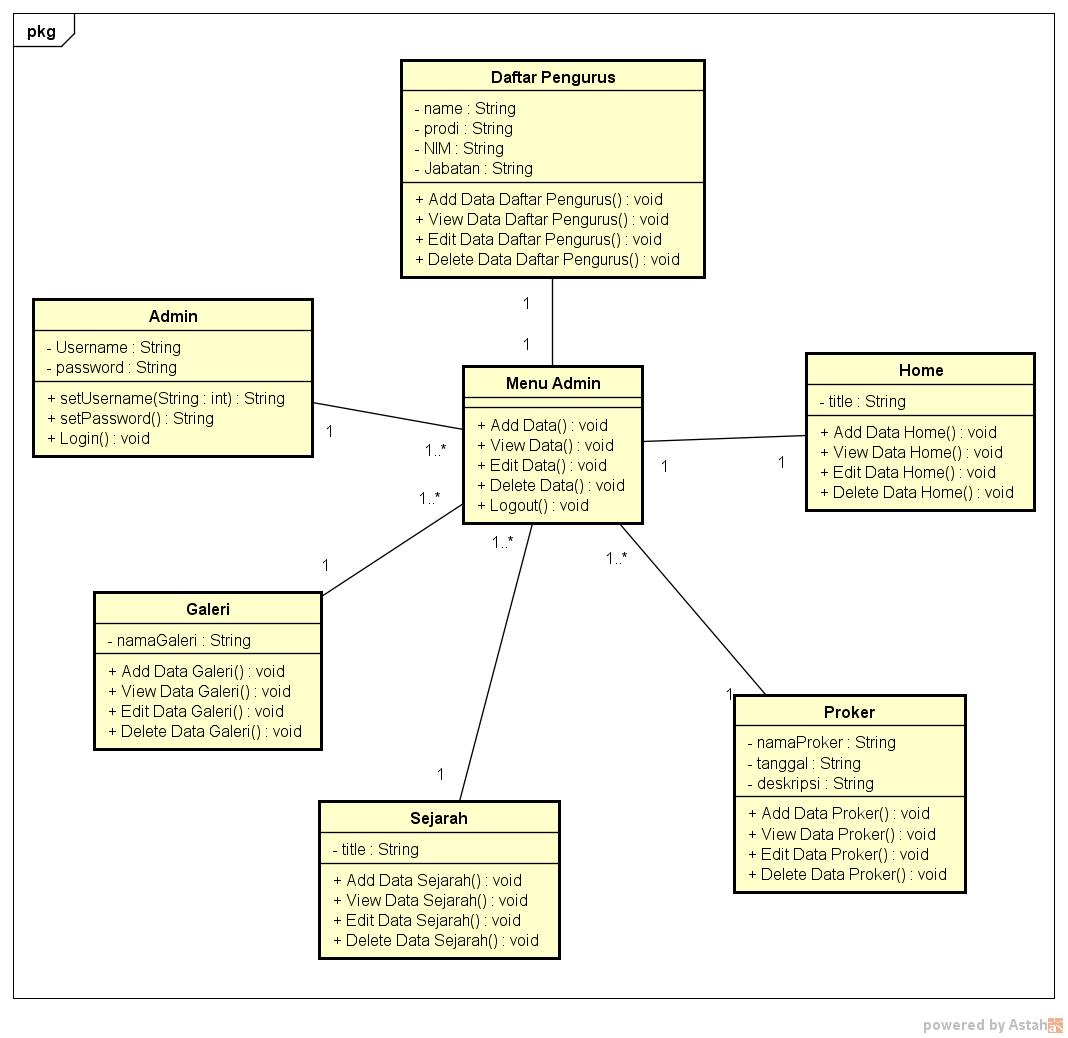 pkg
Daftar Pengurus
- name : String
- prodi : String
- NIM : String
- Jabatan : String
+ Add Data Daftar Pengurus() : void
+ View Data Daftar Pengurus() : void
+ Edit Data Daftar Pengurus() : void
+ Delete Data Daftar Pengurus() : void
1
1
Admin
- Username : String
- password : String
+ setUsername(String : int) : String
+ setPassword() : String
+ Login() : void
1
1..*
Menu Admin
+ Add Data() : void
+ View Data() : void
+ Edit Data() : void
+ Delete Data() : void
+ Logout() : void
1
1
Home
- title : String
+ Add Data Home() : void
+ View Data Home() : void
+ Edit Data Home() : void
+ Delete Data Home() : void
1..*
1
1..*
1
1..*
1
Galeri
- namaGaleri : String
+ Add Data Galeri() : void
+ View Data Galeri() : void
+ Edit Data Galeri() : void
+ Delete Data Galeri() : void
Proker
- namaProker : String
- tanggal : String
- deskripsi : String
+ Add Data Proker() : void
+ View Data Proker() : void
+ Edit Data Proker() : void
+ Delete Data Proker() : void
Sejarah
- title : String
+ Add Data Sejarah() : void
+ View Data Sejarah() : void
+ Edit Data Sejarah() : void
+ Delete Data Sejarah() : void
powered by Astah